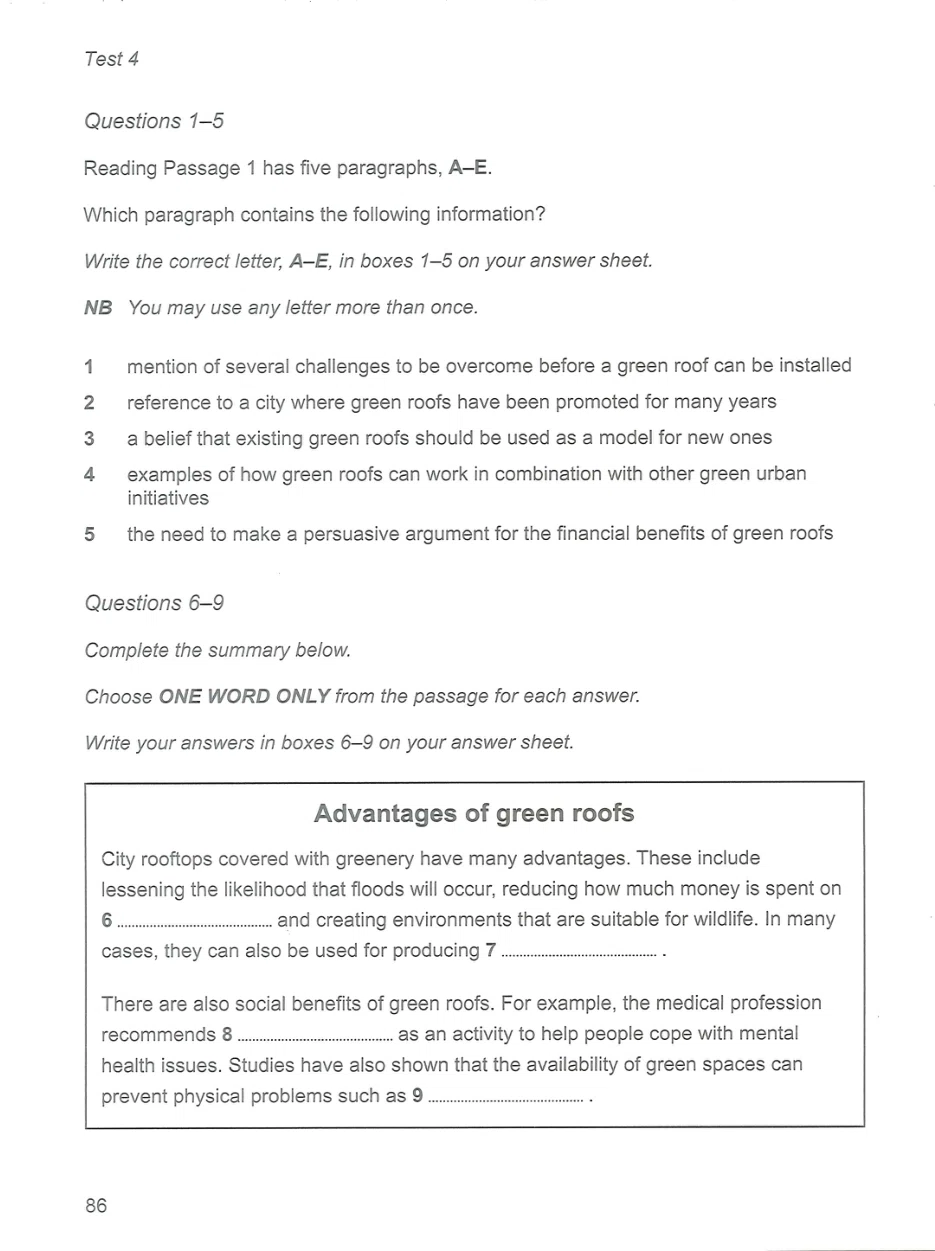 Test 4
Questions 1–5
Reading Passage 1 has five paragraphs, A–E.
Which paragraph contains the following information?
Write the correct letter, A–E, in boxes 1–5 on your answer sheet.
NB You may use any letter more than once.
1 mention of several challenges to be overcome before a green roof can be installed
2 reference to a city where green roofs have been promoted for many years
3 a belief that existing green roofs should be used as a model for new ones
4 examples of how green roofs can work in combination with other green urban
initiatives
5 the need to make a persuasive argument for the financial benefits of green roofs
Questions 6–9
Complete the summary below.
Choose ONE WORD ONLY from the passage for each answer.
Write your answers in boxes 6–9 on your answer sheet.
Advantages of green roofs
City rooftops covered with greenery have many advantages. These include
lessening the likelihood that floods will occur, reducing how much money is spent on
6 ........................................... and creating environments that are suitable for wildlife. In many
cases, they can also be used for producing 7 ........................................... .
There are also social benefits of green roofs. For example, the medical profession
recommends 8 ........................................... as an activity to help people cope with mental
health issues. Studies have also shown that the availability of green spaces can
prevent physical problems such as 9 ........................................... .
86